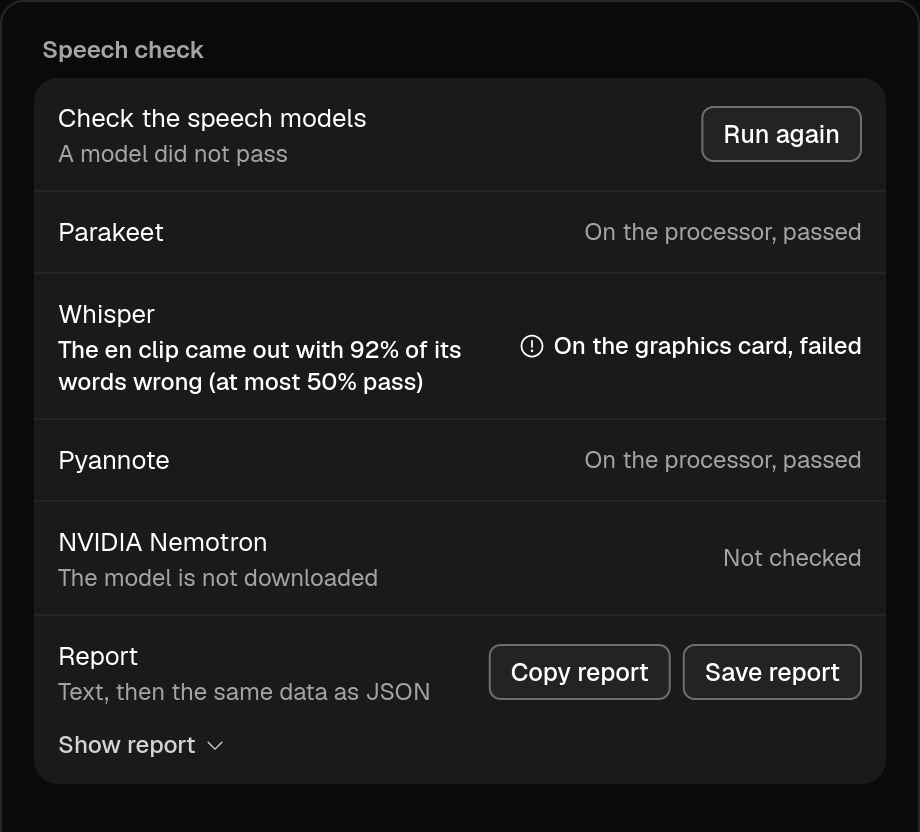 Speech check
Check the speech models
A model did not pass
Run again
Parakeet
On the processor, passed
Whisper
The en clip came out with 92% of its
words wrong (at most 50% pass)
On the graphics card, failed
Pyannote
On the processor, passed
NVIDIA Nemotron
The model is not downloaded
Not checked
Report
Text, then the same data as JSON
Copy report
Save report
Show report